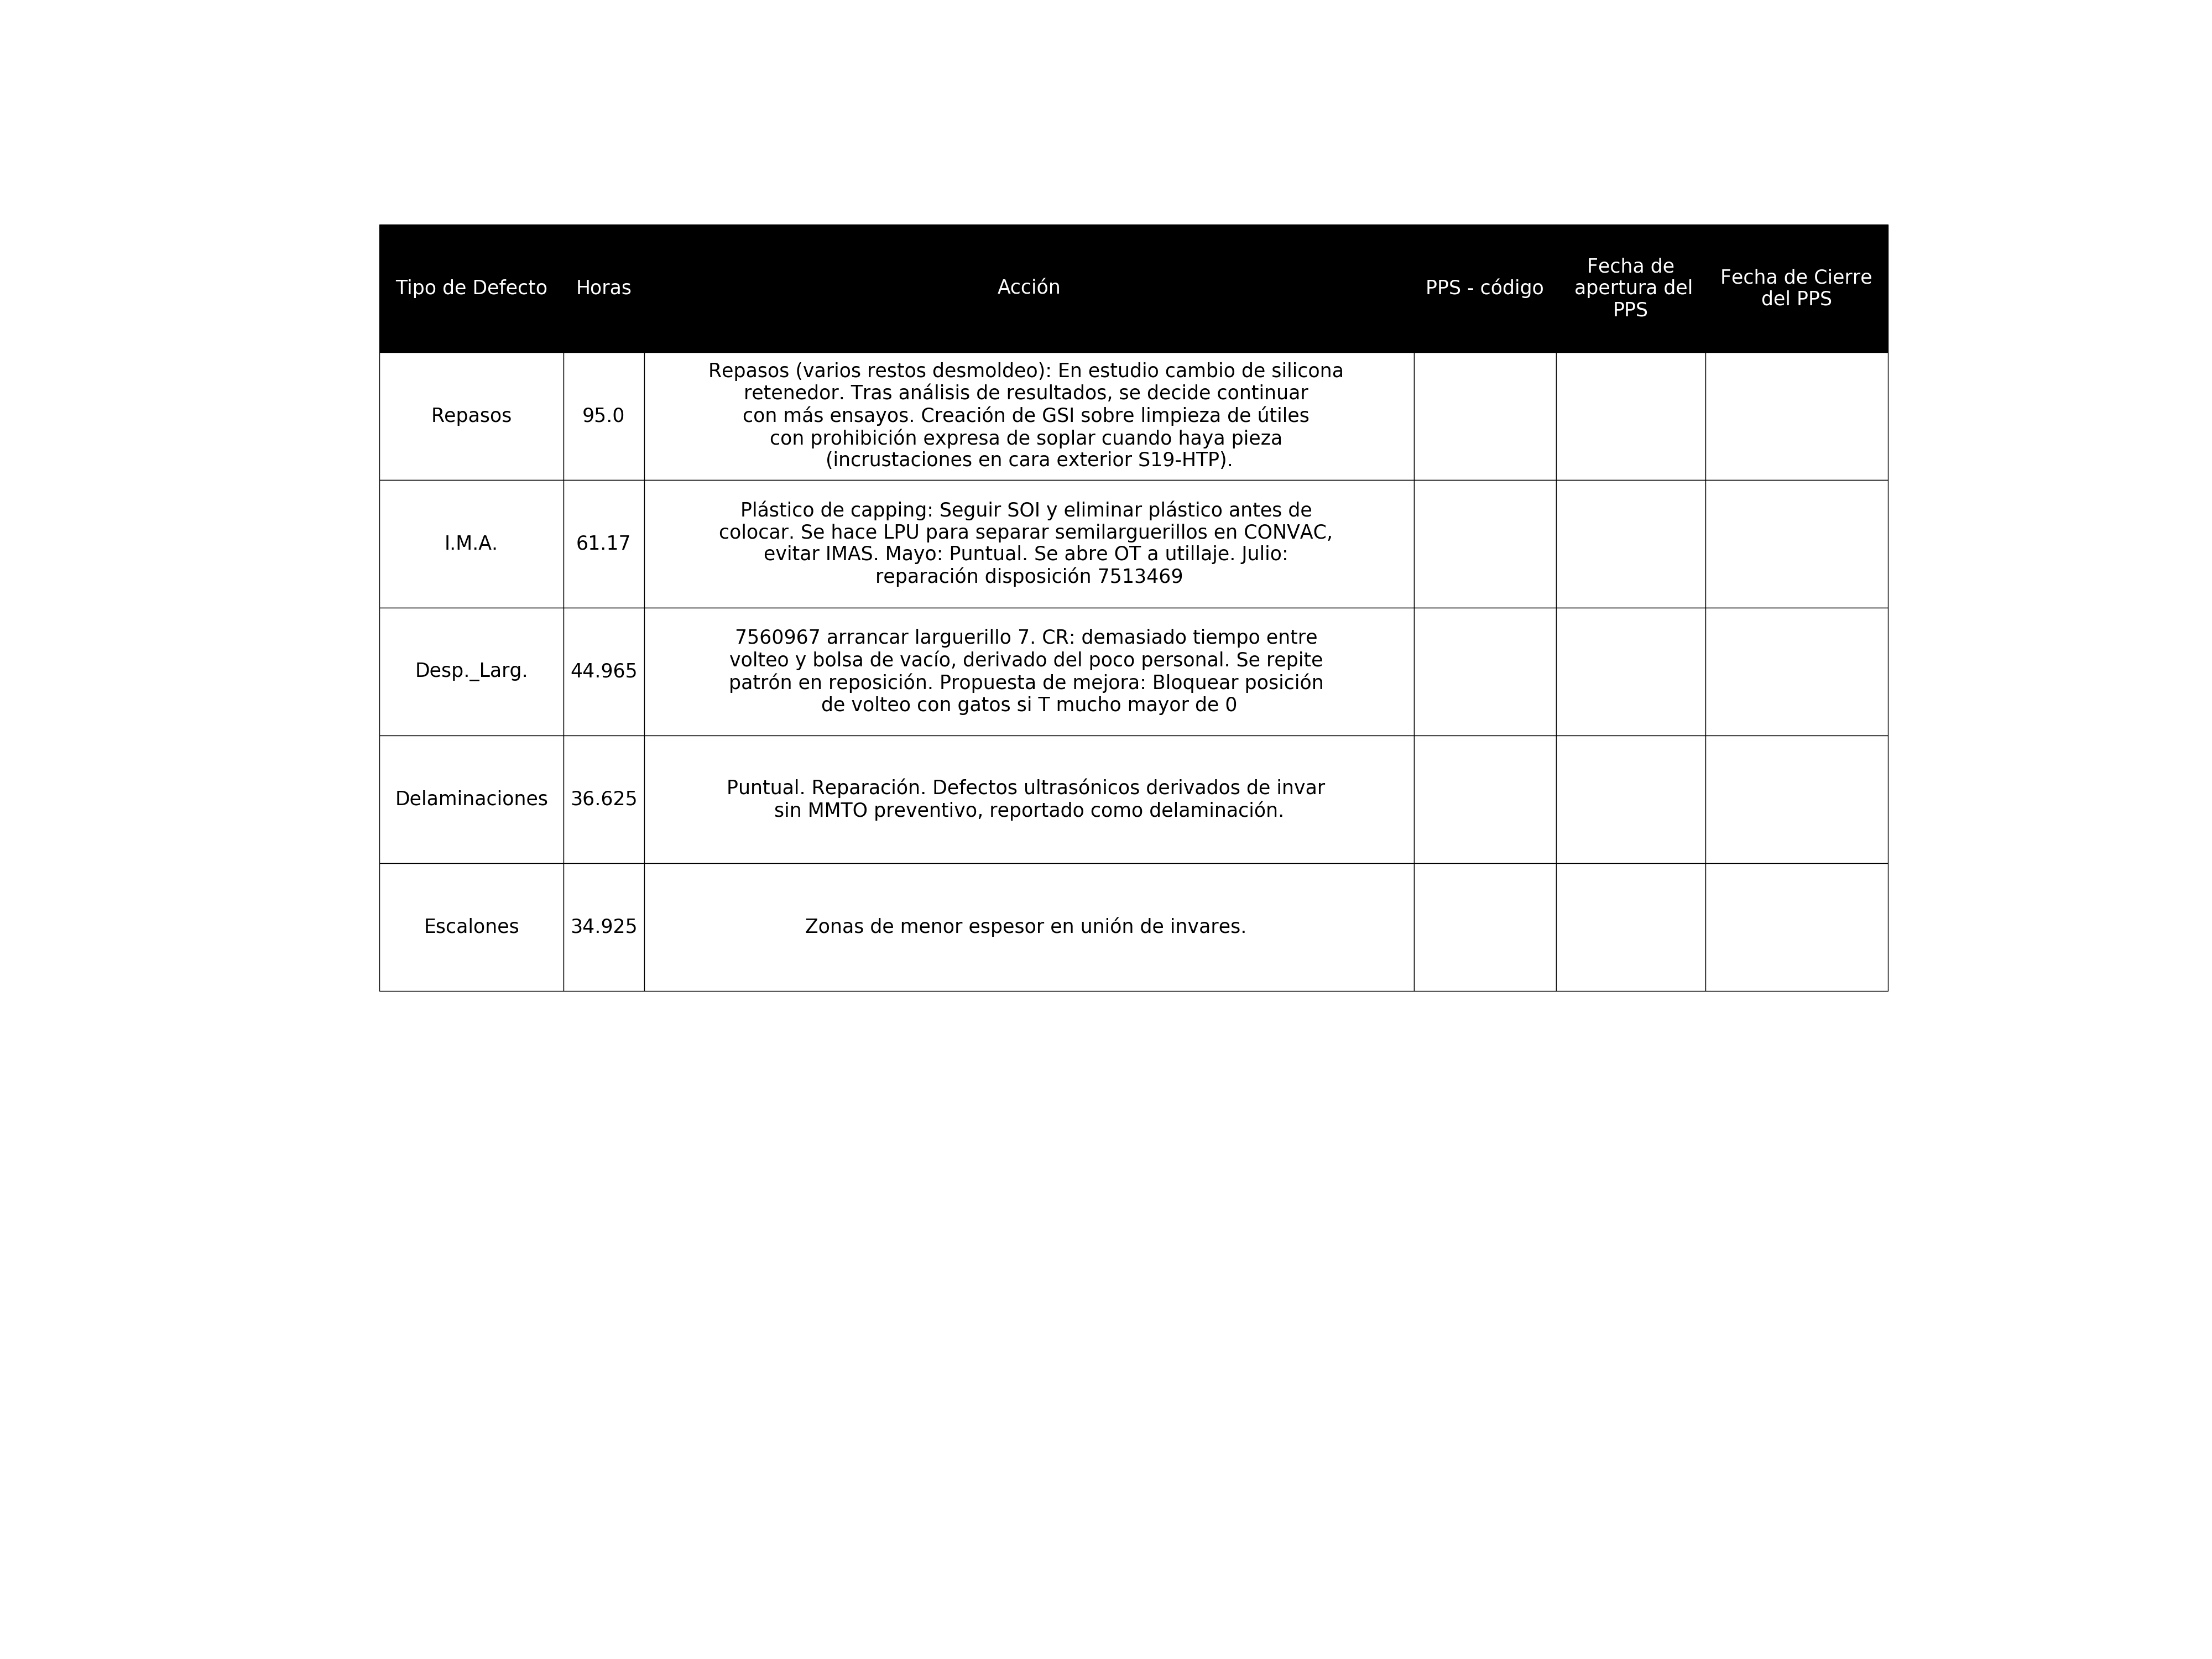 Tipo de Defecto
Horas
Acción
PPS - código
Fecha de
apertura del
PPS
Fecha de Cierre
del PPS
Repasos
95.0
Repasos (varios restos desmoldeo): En estudio cambio de silicona
retenedor. Tras análisis de resultados, se decide continuar
con más ensayos. Creación de GSI sobre limpieza de útiles
con prohibición expresa de soplar cuando haya pieza
(incrustaciones en cara exterior S19-HTP).
I.M.A.
61.17
Plástico de capping: Seguir SOI y eliminar plástico antes de
colocar. Se hace LPU para separar semilarguerillos en CONVAC,
evitar IMAS. Mayo: Puntual. Se abre OT a utillaje. Julio:
reparación disposición 7513469
Desp._Larg.
44.965
7560967 arrancar larguerillo 7. CR: demasiado tiempo entre
volteo y bolsa de vacío, derivado del poco personal. Se repite
patrón en reposición. Propuesta de mejora: Bloquear posición
de volteo con gatos si T mucho mayor de 0
Delaminaciones
36.625
Puntual. Reparación. Defectos ultrasónicos derivados de invar
sin MMTO preventivo, reportado como delaminación.
Escalones
34.925
Zonas de menor espesor en unión de invares.